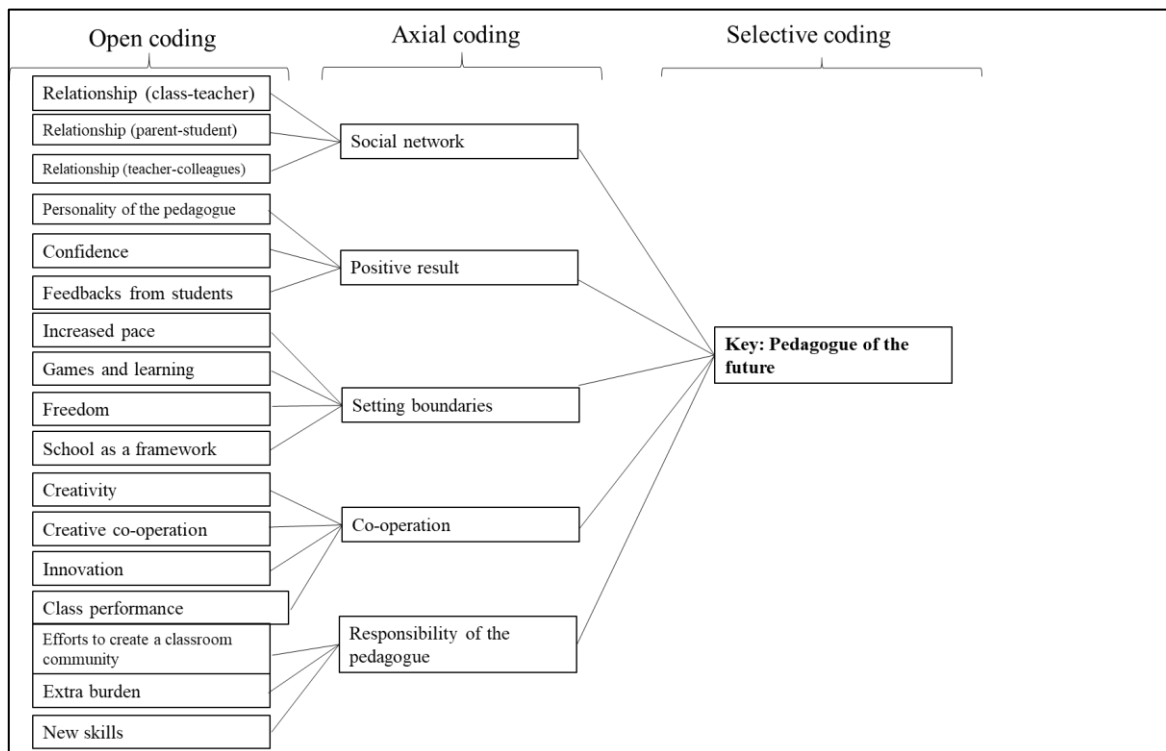 Open coding
Axial coding
Selective coding
Relationship (class-teacher)
Relationship (parent-student)
Relationship (teacher-colleagues)
Personality of the pedagogue
Confidence
Feedbacks from students
Increased pace
Games and learning
Freedom
School as a framework
Creativity
Creative co-operation
Innovation
Class performance
Efforts to create a classroom
community
Extra burden
New skills
Social network
Positive result
Setting boundaries
Co-operation
Responsibility of the
pedagogue
Key: Pedagogue of the
future